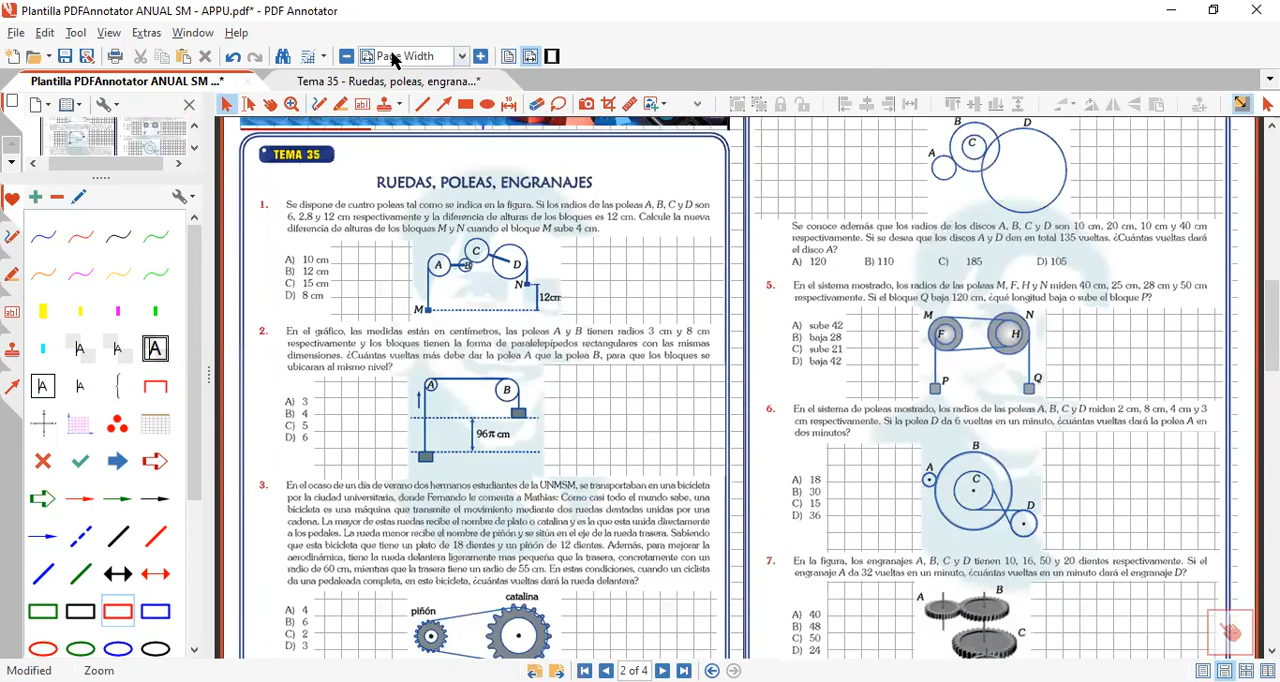 Plantilla PDFAnnotator ANUAL SM - APPU.pdf* - PDF Annotator
File Edit Tool View Extras Window Help
Page Width
Plantilla PDFAnnotator ANUAL SM ...*
Tema 35 - Ruedas, poleas, engrana...*
TEMA 35
RUEDAS, POLEAS, ENGRANAJES
1. Se dispone de cuatro poleas tal como se indica en la figura. Si los radios de las poleas A, B, C y D son
6, 2,8 y 12 cm respectivamente y la diferencia de alturas de los bloques es 12 cm. Calcule la nueva
diferencia de alturas de los bloques M y N cuando el bloque M sube 4 cm.
A) 10 cm
B) 12 cm
C) 15 cm
D) 8 cm
A
B
C
D
N
12cm
M
2. En el gráfico, las medidas están en centímetros, las poleas A y B tienen radios 3 cm y 8 cm
respectivamente y los bloques tienen la forma de paralelepípedos rectangulares con las mismas
dimensiones. ¿Cuántas vueltas más debe dar la polea A que la polea B, para que los bloques se
ubicaran al mismo nivel?
A) 3
B) 4
C) 5
D) 6
A
B
96π cm
3. En el ocaso de un día de verano dos hermanos estudiantes de la UNMSM, se transportaban en una bicicleta
por la ciudad universitaria, donde Fernando le comenta a Mathias: Como casi todo el mundo sabe, una
bicicleta es una máquina que transmite el movimiento mediante dos ruedas dentadas unidas por una
cadena. La mayor de estas ruedas recibe el nombre de plato o catalina y es la que esta unida directamente
a los pedales. La rueda menor recibe el nombre de piñón y se sitúa en el eje de la rueda trasera. Sabiendo
que esta bicicleta que tiene un plato de 18 dientes y un piñón de 12 dientes. Además, para mejorar la
aerodinámica, tiene la rueda delantera ligeramente mas pequeña que la trasera, concretamente con un
radio de 60 cm, mientras que la trasera tiene un radio de 55 cm. En estas condiciones, cuando un ciclista
da una pedaleada completa, en este bicicleta, ¿cuántas vueltas dará la rueda delantera?
A) 4
B) 6
C) 2
D) 3
piñón
catalina
B
D
C
A
Se conoce además que los radios de los discos A, B, C y D son 10 cm, 20 cm, 10 cm y 40 cm
respectivamente. Si se desea que los discos A y D den en total 135 vueltas. ¿Cuántas vueltas dará
el disco A?
A) 120 B) 110 C) 185 D) 105
5. En el sistema mostrado, los radios de las poleas M, F, H y N miden 40 cm, 25 cm, 28 cm y 50 cm
respectivamente. Si el bloque Q baja 120 cm, ¿qué longitud baja o sube el bloque P?
A) sube 42
B) baja 28
C) sube 21
D) baja 42
M
N
F
H
P
Q
6. En el sistema de poleas mostrado, los radios de las poleas A, B, C y D miden 2 cm, 8 cm, 4 cm y 3
cm respectivamente. Si la polea D da 6 vueltas en un minuto, ¿cuántas vueltas dará la polea A en
dos minutos?
A) 18
B) 30
C) 15
D) 36
B
A
C
D
7. En la figura, los engranajes A, B, C y D tienen 10, 16, 50 y 20 dientes respectivamente. Si el
engranaje A da 32 vueltas en un minuto, ¿cuántas vueltas en un minuto dará el engranaje D?
A) 40
B) 48
C) 50
D) 24
A
B
C
Modified Zoom
2 of 4